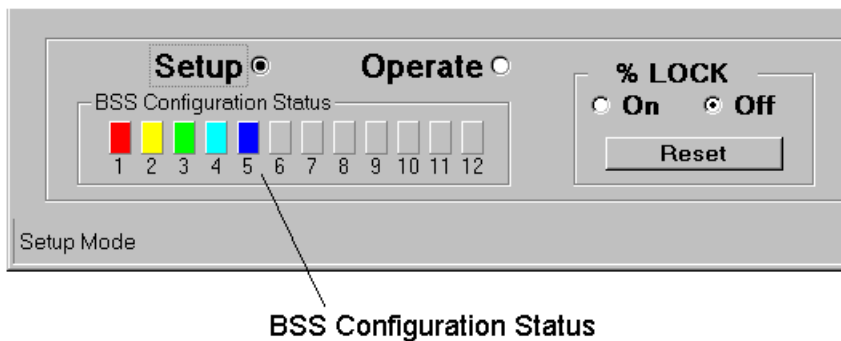 Setup Operate
% LOCK
BSS Configuration Status
On Off
1 2 3 4 5 6 7 8 9 10 11 12
Reset
Setup Mode
BSS Configuration Status